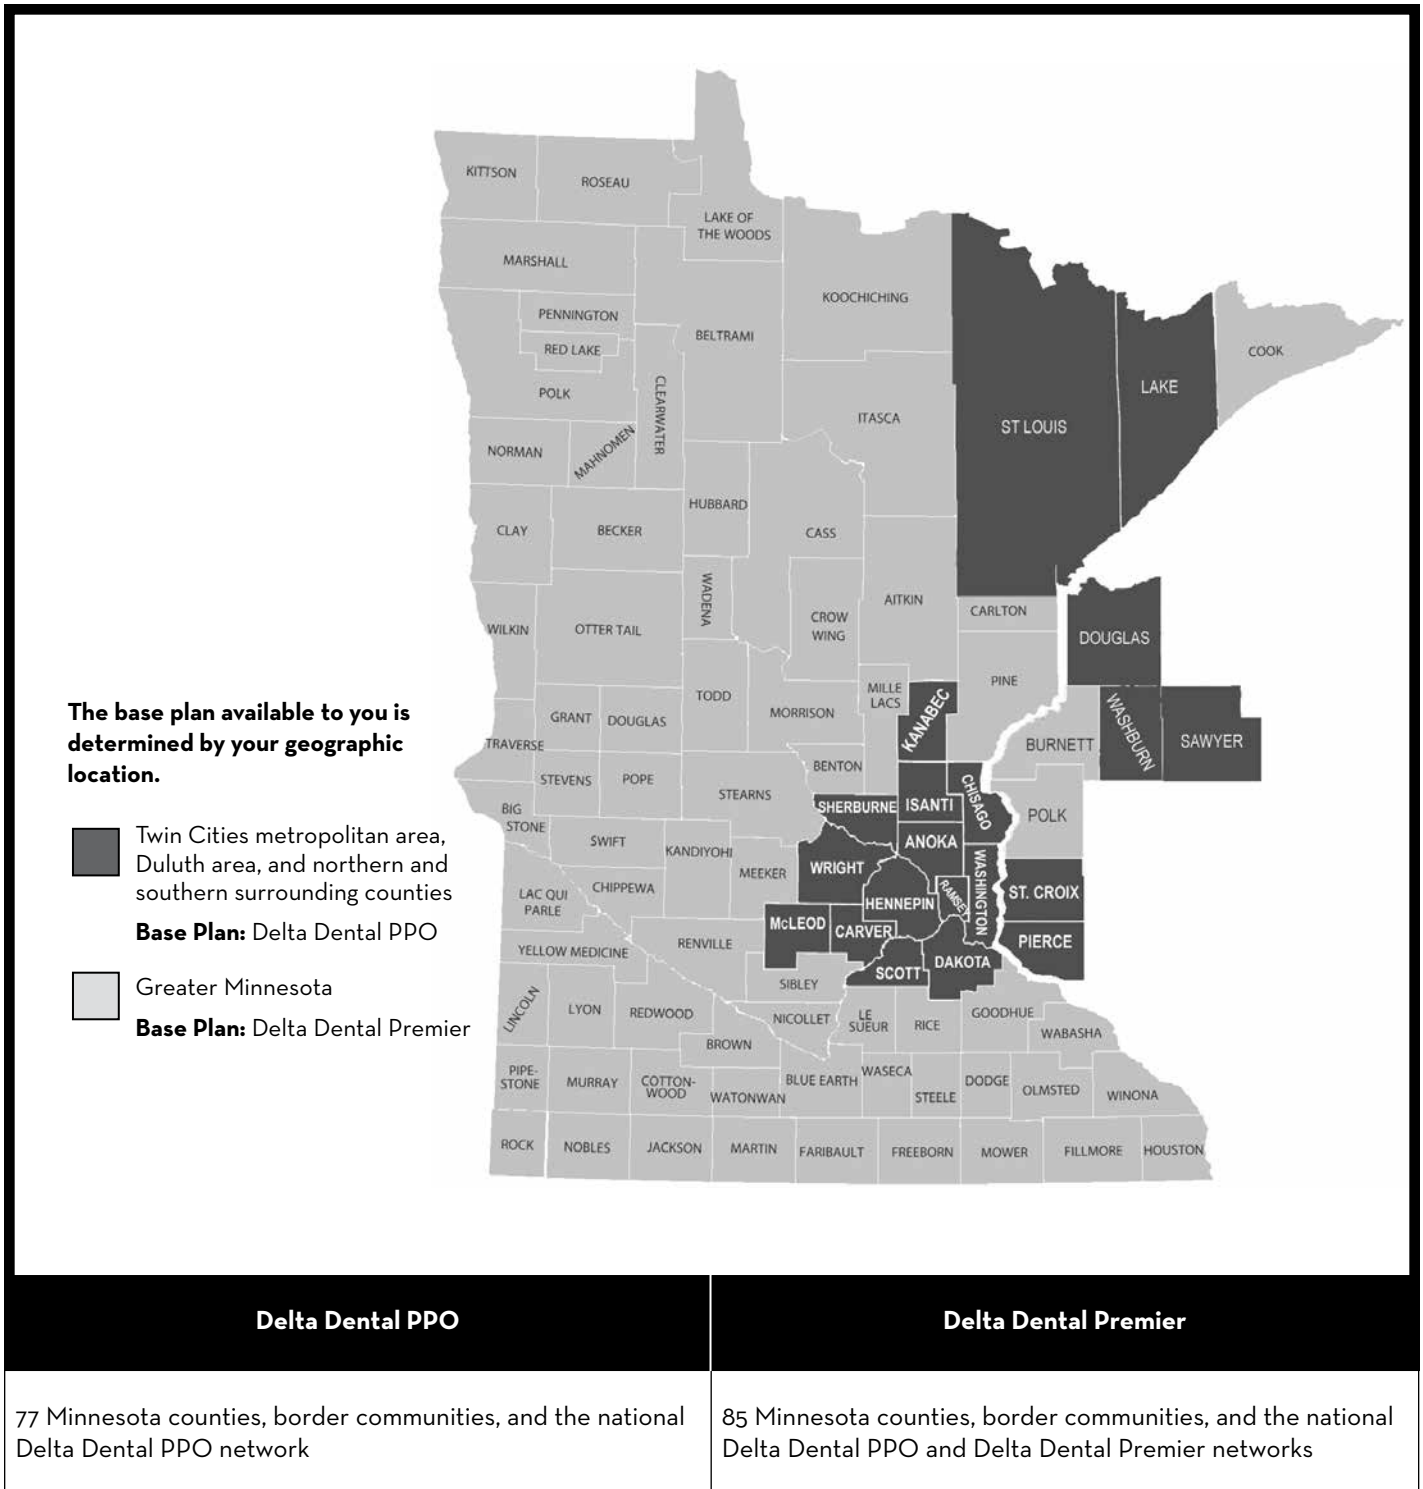 KITTSON
ROSEAU
LAKE OF
THE WOODS
MARSHALL
KOOCHICHING
PENNINGTON
RED LAKE
BELTRAMI
COOK
POLK
CLEARWATER
LAKE
ITASCA
ST LOUIS
NORMAN
MAHNOMEN
HUBBARD
CLAY
BECKER
CASS
WADENA
AITKIN
CARLTON
WILKIN
OTTER TAIL
CROW
WING
DOUGLAS
MILLE
LACS
PINE
TODD
MORRISON
KANABEC
GRANT
DOUGLAS
TRAVERSE
BURNETT
WASHBURN
SAWYER
BENTON
STEVENS
POPE
STEARNS
SHERBURNE
ISANTI
CHISAGO
POLK
BIG
STONE
SWIFT
KANDIYOHI
ANOKA
MEEKER
WRIGHT
WASHINGTON
LAC QUI
PARLE
CHIPPEWA
HENNEPIN
RAMSEY
ST. CROIX
McLEOD
CARVER
PIERCE
YELLOW MEDICINE
RENVILLE
DAKOTA
SCOTT
SIBLEY
LINCOLN
LYON
REDWOOD
NICOLLET
LE
SUEUR
RICE
GOODHUE
WABASHA
BROWN
PIPE-
STONE
MURRAY
COTTON-
WOOD
WATONWAN
BLUE EARTH
WASECA
STEELE
DODGE
OLMSTED
WINONA
ROCK
NOBLES
JACKSON
MARTIN
FARIBAULT
FREEBORN
MOWER
FILLMORE
HOUSTON
The base plan available to you is
determined by your geographic
location.
Twin Cities metropolitan area,
Duluth area, and northern and
southern surrounding counties
Base Plan: Delta Dental PPO
Greater Minnesota
Base Plan: Delta Dental Premier
Delta Dental PPO
Delta Dental Premier
77 Minnesota counties, border communities, and the national
Delta Dental PPO network
85 Minnesota counties, border communities, and the national
Delta Dental PPO and Delta Dental Premier networks